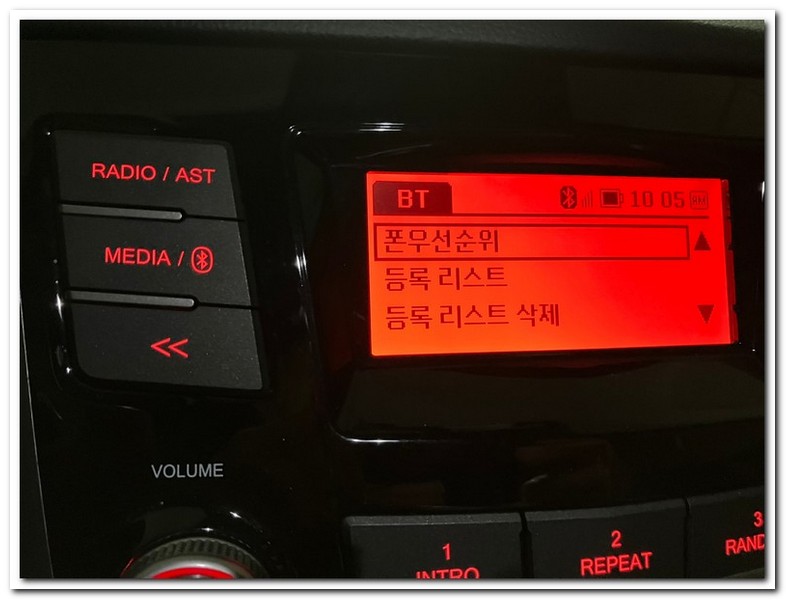 RADIO / AST
MEDIA /
<<
VOLUME
BT 10 05
폰우선순위
등록 리스트
등록 리스트 삭제
1
INTRO
2
REPEAT
3